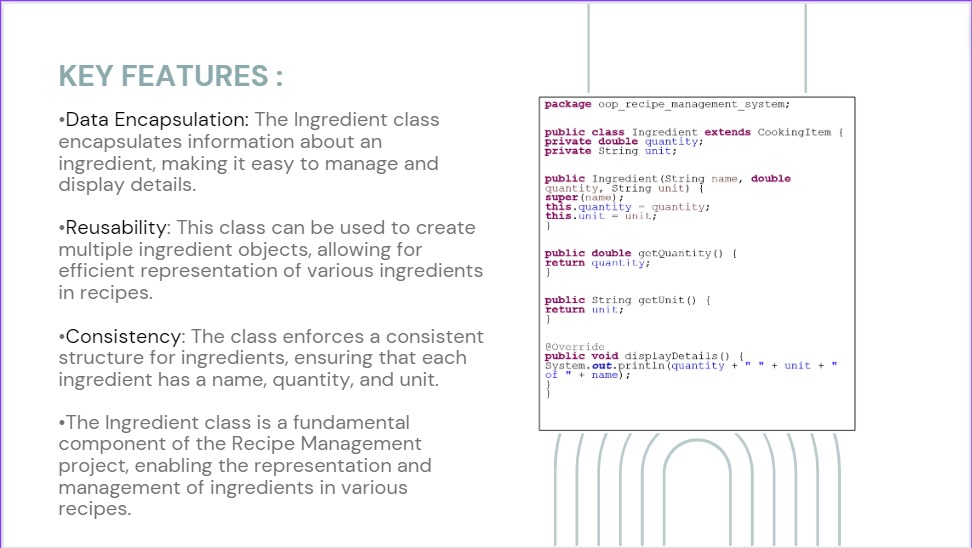 KEY FEATURES :
•Data Encapsulation: The Ingredient class
encapsulates information about an
ingredient, making it easy to manage and
display details.
•Reusability: This class can be used to create
multiple ingredient objects, allowing for
efficient representation of various ingredients
in recipes.
•Consistency: The class enforces a consistent
structure for ingredients, ensuring that each
ingredient has a name, quantity, and unit.
•The Ingredient class is a fundamental
component of the Recipe Management
project, enabling the representation and
management of ingredients in various
recipes.
package oop_recipe_management_system;
public class Ingredient extends CookingItem {
private double quantity;
private String unit;
public Ingredient(String name, double
quantity, String unit) {
super(name);
this.quantity = quantity;
this.unit = unit;
}
public double getQuantity() {
return quantity;
}
public String getUnit() {
return unit;
}
@Override
public void displayDetails() {
System.out.println(quantity + " " + unit + "
of " + name);
}
}